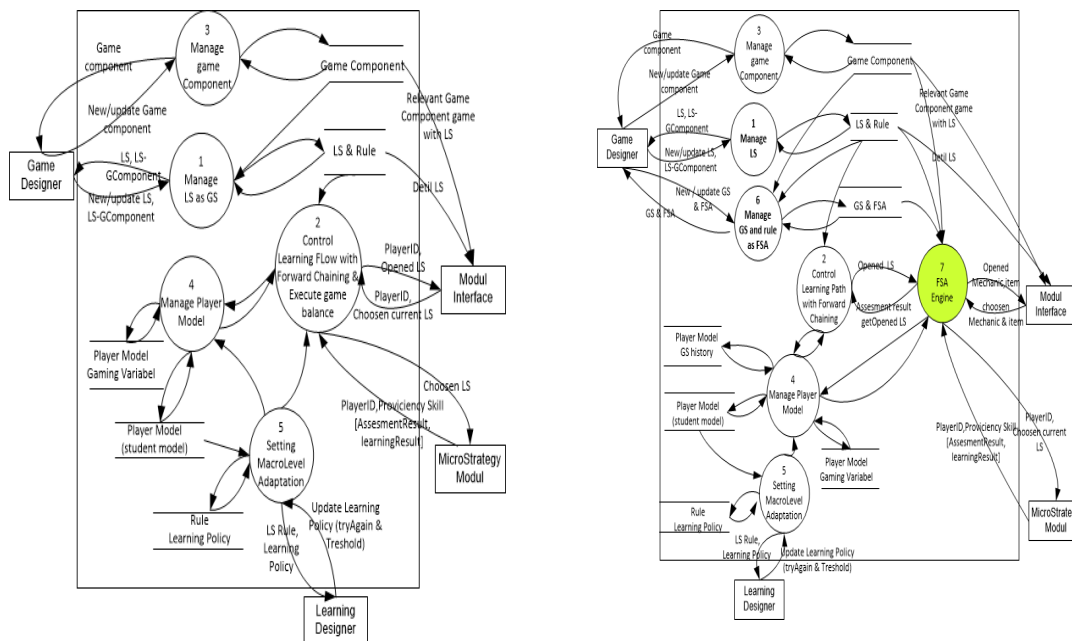 3
Manage
game
Component
Game
component
Game Component
New/update Game
component
Relevant Game
Component game
with LS
Game
Designer
LS, LS-
GComponent
1
Manage
LS as GS
LS & Rule
New/update LS,
LS-GComponent
Detil LS
2
Control
Learning FLow with
Forward Chaining &
Execute game
balance
PlayerID,
Opened LS
Modul
Interface
PlayerID,
Choosen current LS
4
Manage Player
Model
Player Model
Gaming Variabel
Choosen LS
PlayerID,Proviciency Skill
[AssesmentResult,
learningResult]
Player Model
(student model)
5
Setting
MacroLevel
Adaptation
MicroStrategy
Modul
Rule
Learning Policy
LS Rule,
Learning
Policy
Update Learning
Policy (tryAgain &
Treshold)
Learning
Designer
3
Manage
game
Component
Game
component
Game Component
New/update Game
component
Relevant Game
Component game
with LS
Game
Designer
LS, LS-
GComponent
1
Manage
LS
LS & Rule
New/update LS,
LS-GComponent
Detil LS
New / update GS
& FSA
GS & FSA
6
Manage
GS and rule
as FSA
GS & FSA
2
Control
Learning Path
with Forward
Chaining
Opened_LS
Assesment result
getOpened LS
7
FSA
Engine
Opened
Mechanic,item
Modul
Interface
choosen
Mechanic & item
Player Model
GS history
4
Manage Player
Model
Player Model
(student model)
PlayerID,Proviciency Skill
[AssesmentResult,
learningResult]
PlayerID,
Choosen current
LS
Player Model
Gaming Variabel
5
Setting
MacroLevel
Adaptation
Rule
Learning Policy
MicroStrate
Modul
LS Rule,
Learning Policy
Update Learning Policy
(tryAgain & Treshold)
Learning
Designer